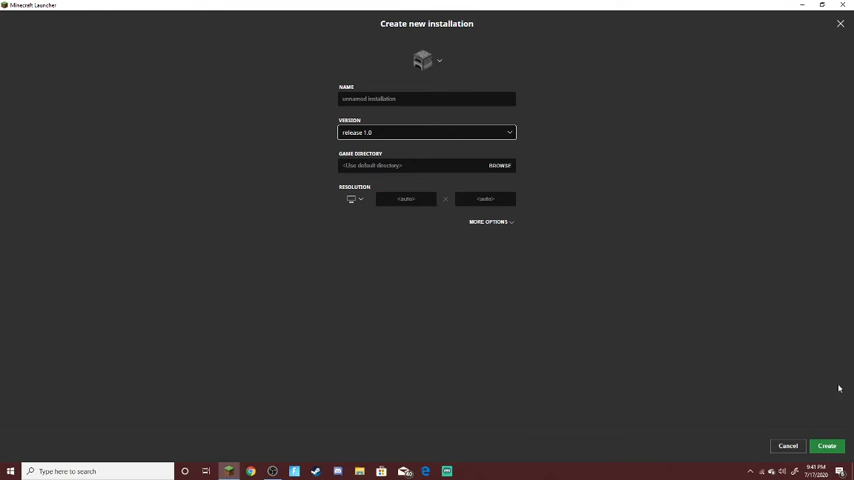 Minecraft Launcher
Create new installation
NAME
unnamed installation
VERSION
release 1.0
GAME DIRECTORY
<Use default directory>
BROWSE
RESOLUTION
<auto>
<auto>
MORE OPTIONS
Cancel
Create
Type here to search
9:41 PM
7/17/2020